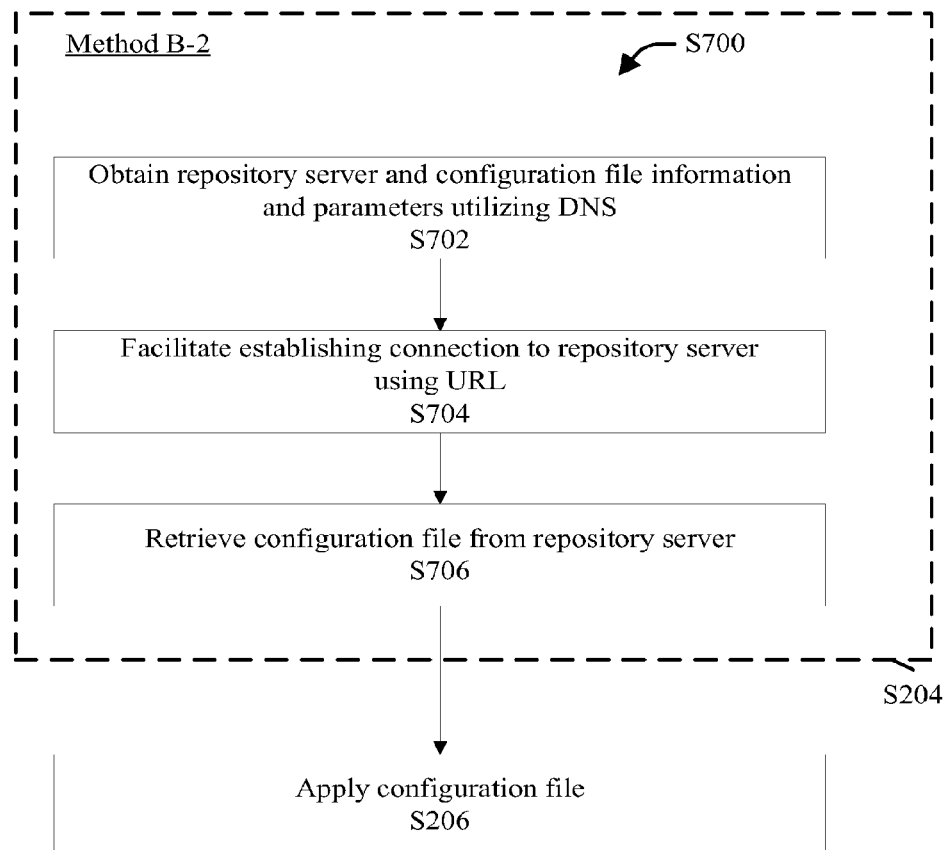 Method B-2
S700
Obtain repository server and configuration file information
and parameters utilizing DNS
S702
Facilitate establishing connection to repository server
using URL
S704
Retrieve configuration file from repository server
S706
S204
Apply configuration file
S206